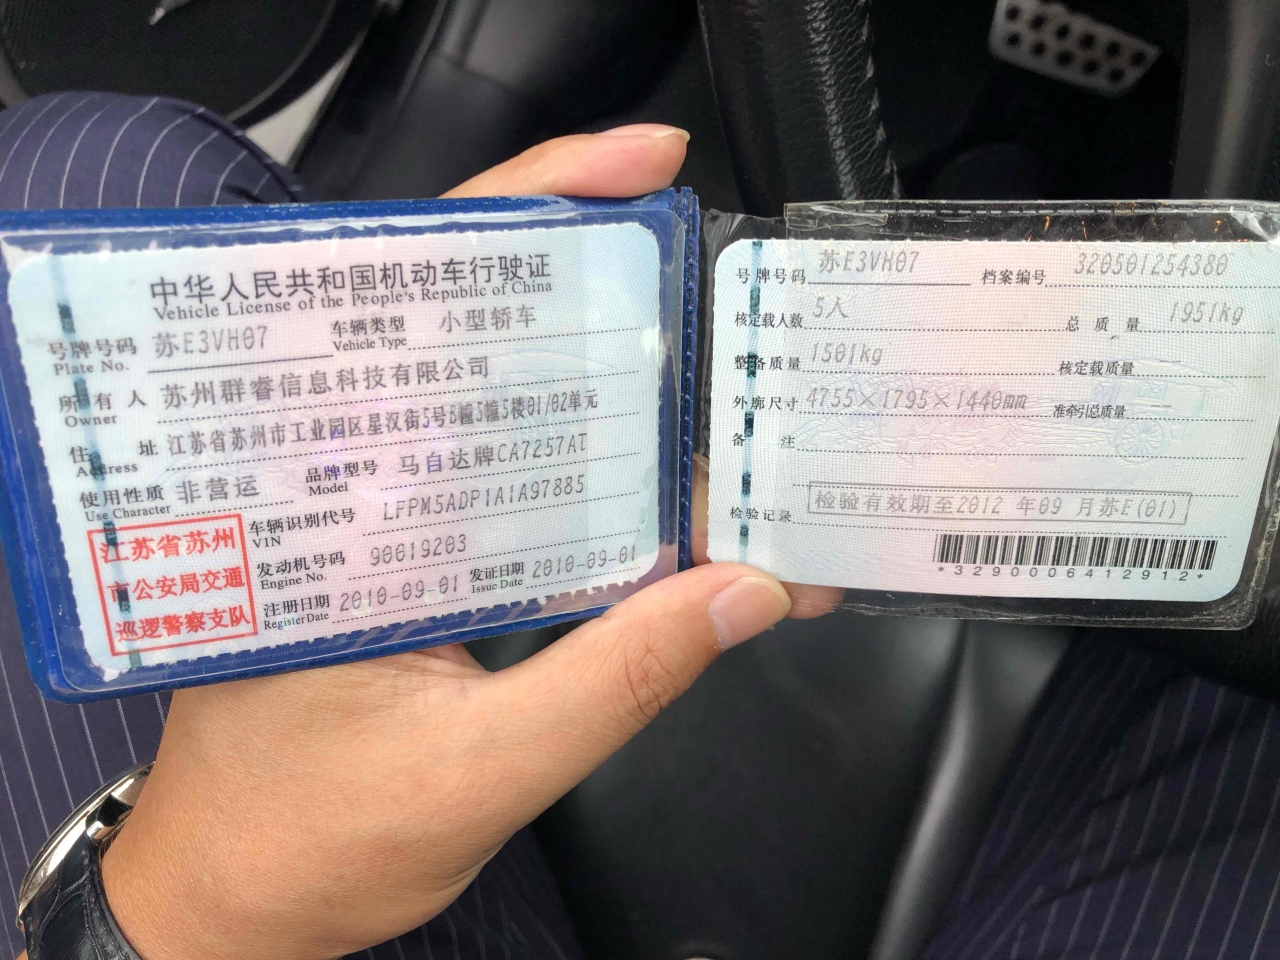 中华人民共和国机动车行驶证
Vehicle License of the People's Republic of China
号牌号码 苏E3VH07 车辆类型 小型轿车
Plate No. Vehicle Type
所有人 苏州群睿信息科技有限公司
Owner
住址 江苏省苏州市工业园区星汉街5号B幢5幢5楼01/02单元
Address
使用性质 非营运 品牌型号 马自达牌CA7257AT
Use Character Model
江苏省苏州
市公安局交通
巡逻警察支队
车辆识别代号 LFPM5ADP1A1A97885
VIN
发动机号码 90019203
Engine No.
注册日期 2010-09-01 发证日期 2010-09-01
Register Date Issue Date
号牌号码 苏E3VH07 档案编号 320501254380
核定载人数 5人 总质量 1951kg
整备质量 1501kg 核定载质量 --
外廓尺寸 4755×1795×1440mm 准牵引总质量 --
备注
检验记录 检验有效期至2012 年09 月苏E(01)
*3290006412912*